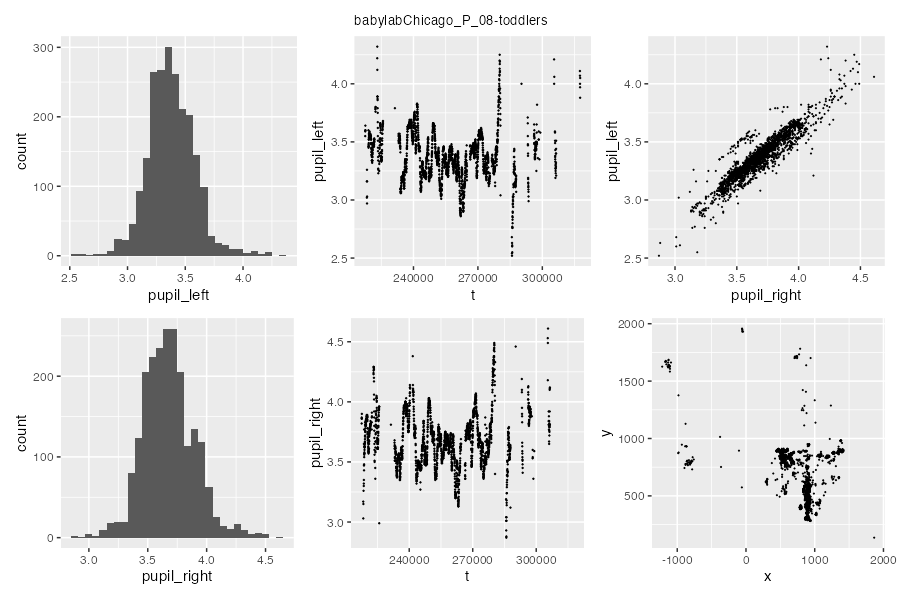 babylabChicago_P_08-toddlers
count
300
200
100
0
2.5 3.0 3.5 4.0
pupil_left
pupil_left
4.0
3.5
3.0
2.5
240000 270000 300000
t
pupil_left
4.0
3.5
3.0
2.5
3.0 3.5 4.0 4.5
pupil_right
count
200
100
0
3.0 3.5 4.0 4.5
pupil_right
pupil_right
4.5
4.0
3.5
3.0
240000 270000 300000
t
y
2000
1500
1000
500
-1000 0 1000 2000
x